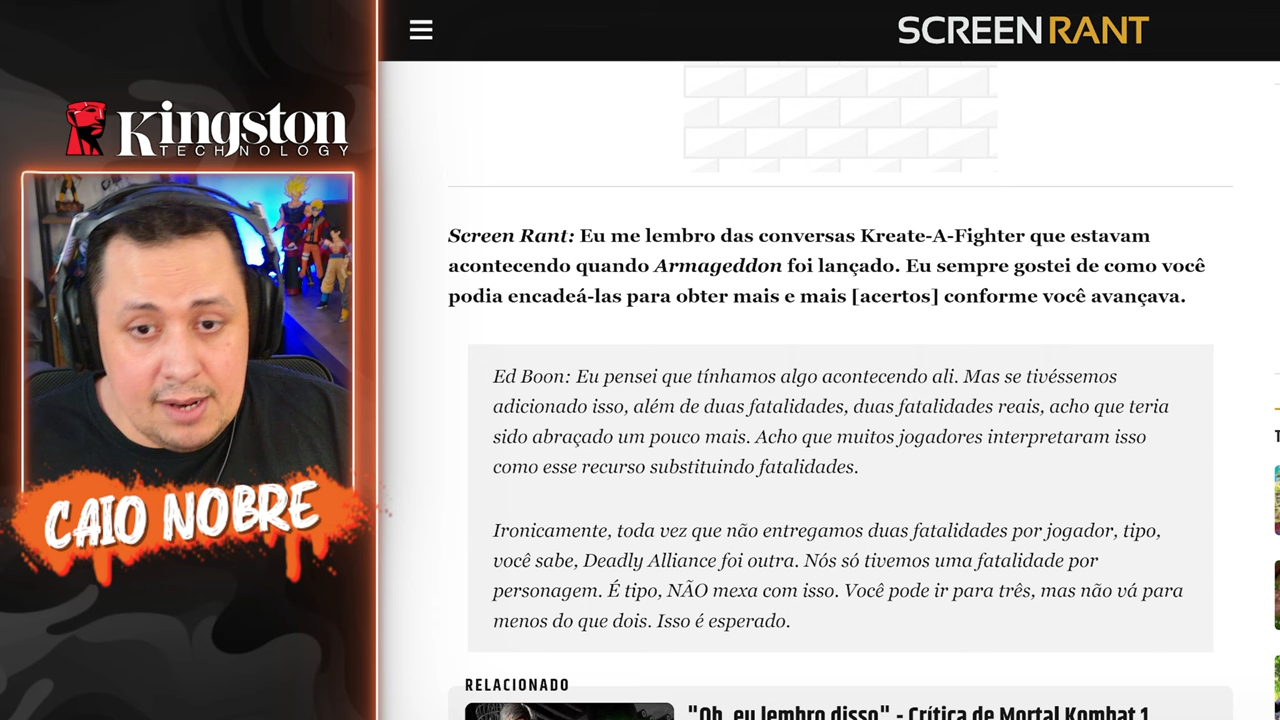 SCREENRANT
Kingston
TECHNOLOGY
CAIO NOBRE
Screen Rant: Eu me lembro das conversas Kreate-A-Fighter que estavam
acontecendo quando Armageddon foi lançado. Eu sempre gostei de como você
podia encadeá-las para obter mais e mais [acertos] conforme você avançava.
Ed Boon: Eu pensei que tínhamos algo acontecendo ali. Mas se tivéssemos
adicionado isso, além de duas fatalidades, duas fatalidades reais, acho que teria
sido abraçado um pouco mais. Acho que muitos jogadores interpretaram isso
como esse recurso substituindo fatalidades.
Ironicamente, toda vez que não entregamos duas fatalidades por jogador, tipo,
você sabe, Deadly Alliance foi outra. Nós só tivemos uma fatalidade por
personagem. É tipo, NÃO mexa com isso. Você pode ir para três, mas não vá para
menos do que dois. Isso é esperado.
RELACIONADO
"Oh, eu lembro disso" - Crítica de Mortal Kombat 1